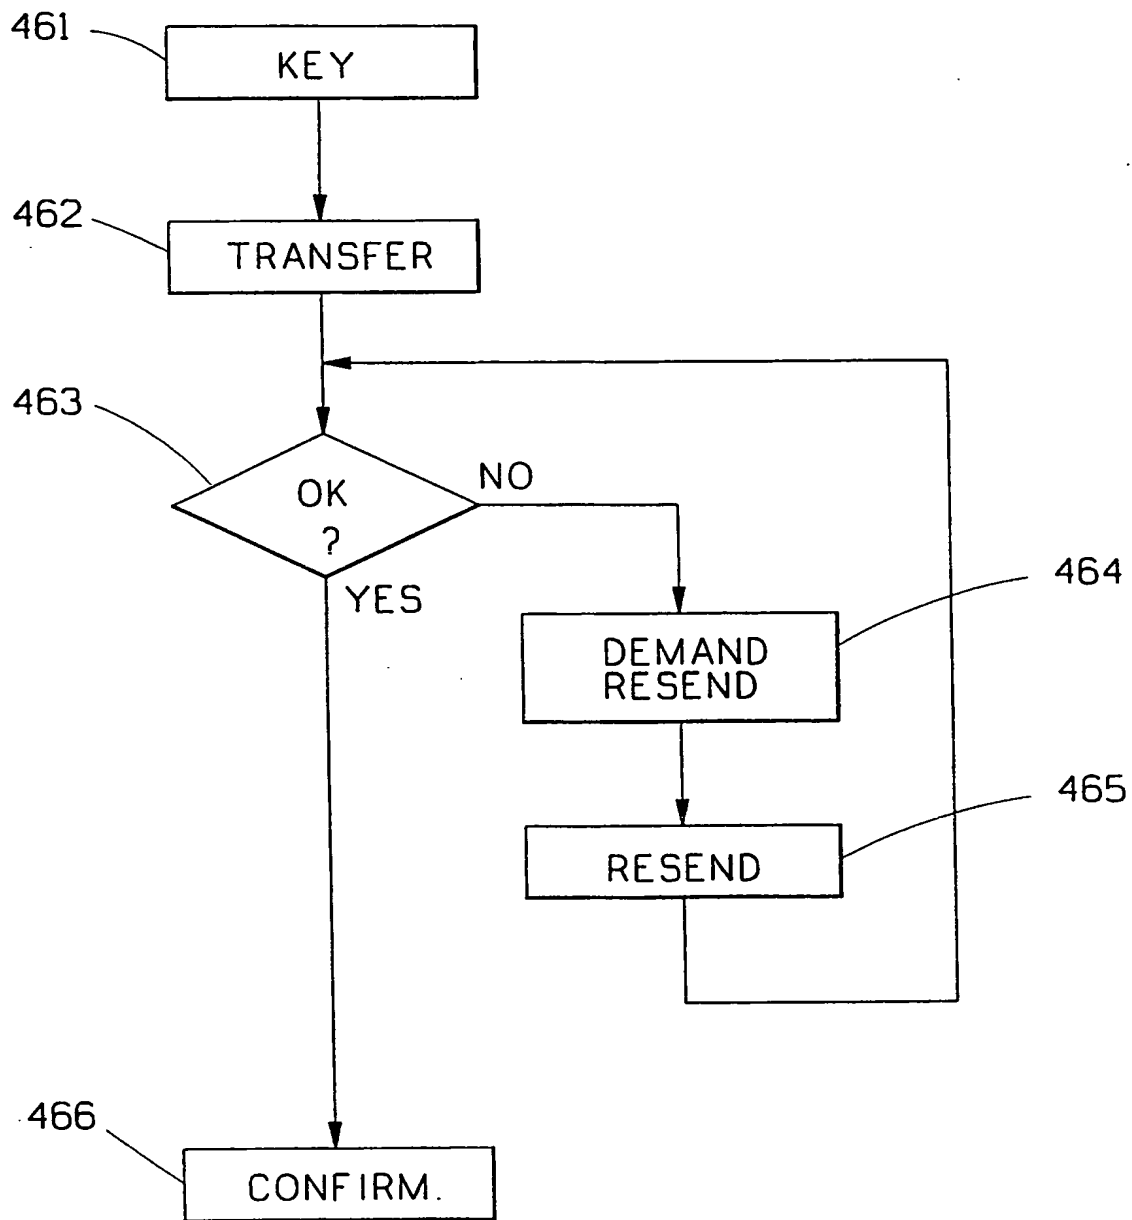 461
KEY
462
TRANSFER
463
OK
?
NO
YES
464
DEMAND
RESEND
465
RESEND
466
CONFIRM.